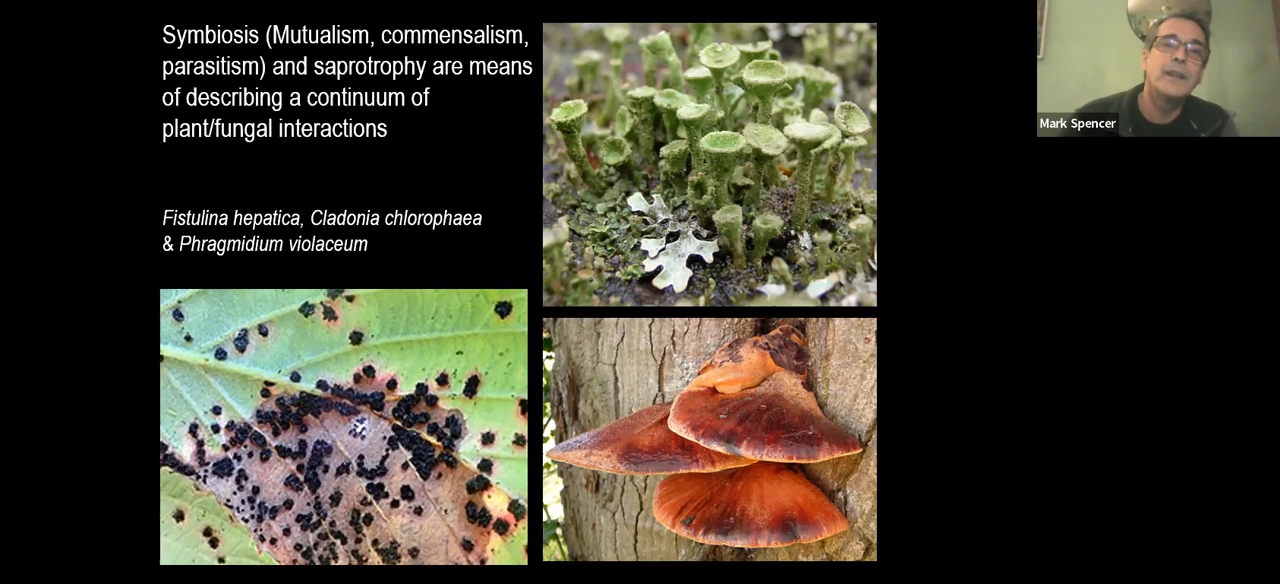 Symbiosis (Mutualism, commensalism,
parasitism) and saprotrophy are means
of describing a continuum of
plant/fungal interactions
Fistulina hepatica, Cladonia chlorophaea
& Phragmidium violaceum
Mark Spencer